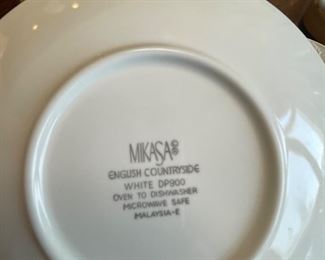 MIKASA
ENGLISH COUNTRYSIDE
WHITE DP900
OVEN TO DISHWASHER
MICROWAVE SAFE
MALAYSIA-E